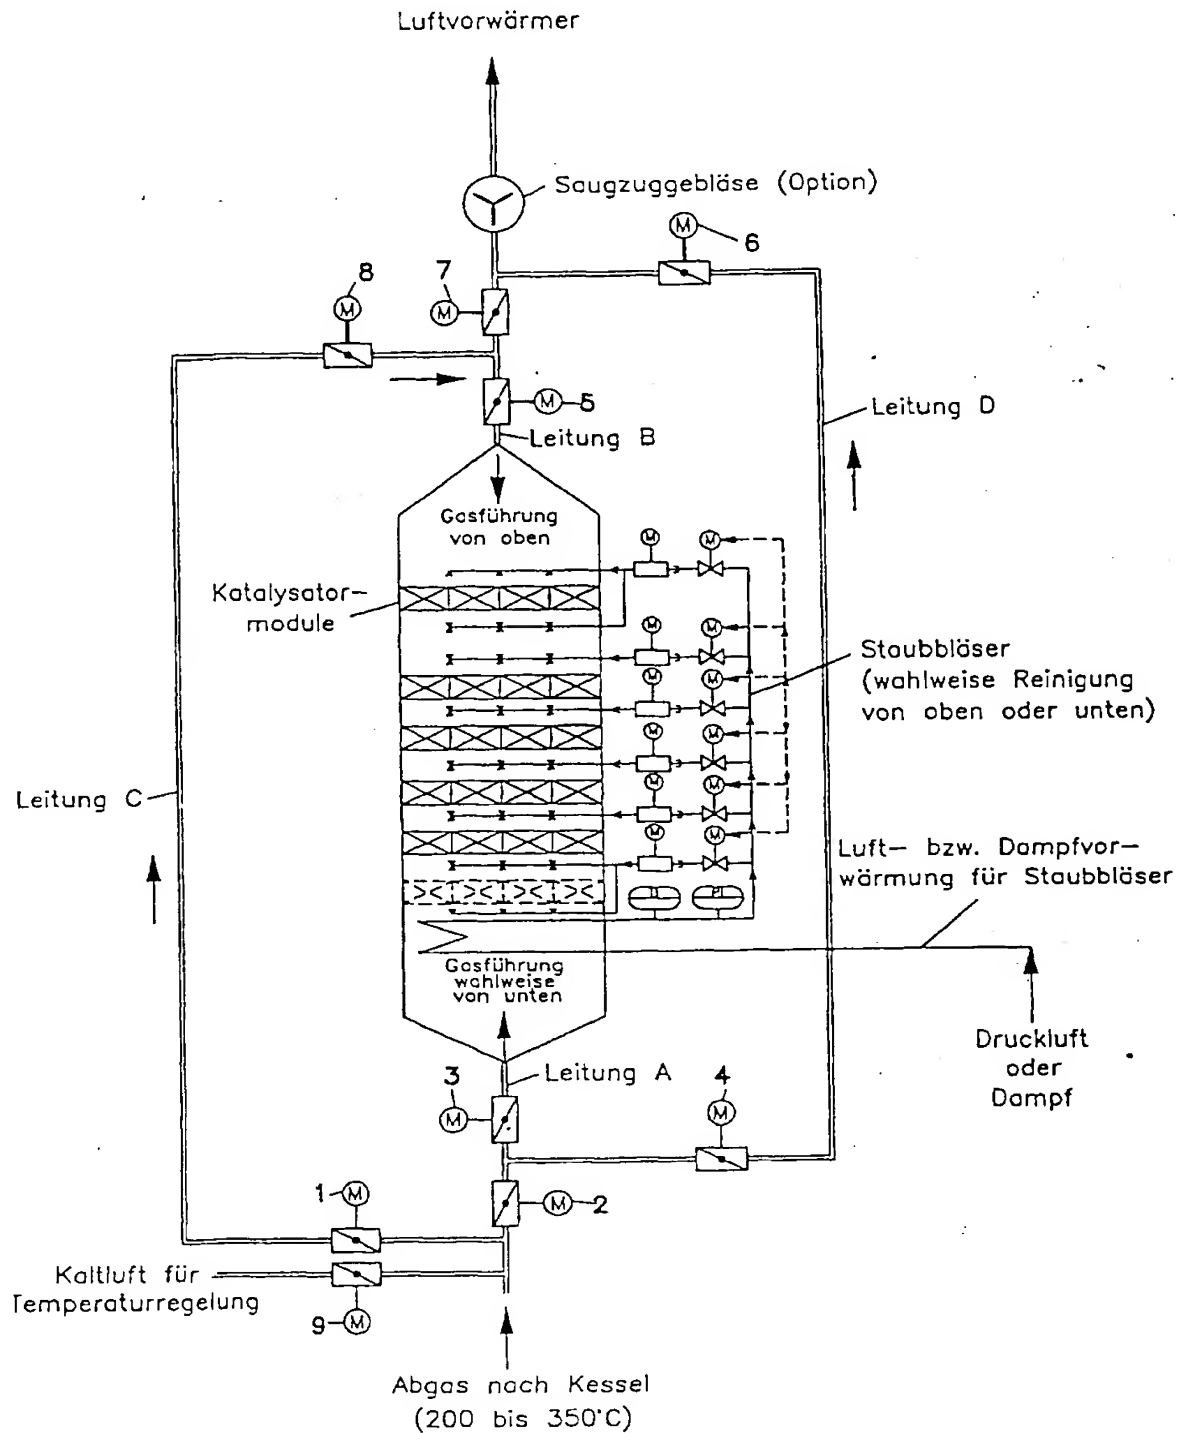 Luftvorwärmer
Saugzuggebläse (Option)
M
6
7
8
M
M
M
5
Leitung B
Leitung D
Gasführung
von oben
M
M
Katalysator–
module
M
M
M
M
Staubbläser
(wahlweise Reinigung
von oben oder unten)
M
M
M
M
Leitung C
M
M
Luft– bzw. Dampfvor–
wärmung für Staubbläser
Gasführung
wahlweise
von unten
Druckluft
oder
Dampf
3
Leitung A
4
M
M
1
M
M
2
Kaltluft für
Temperaturregelung
9
M
Abgas nach Kessel
(200 bis 350°C)